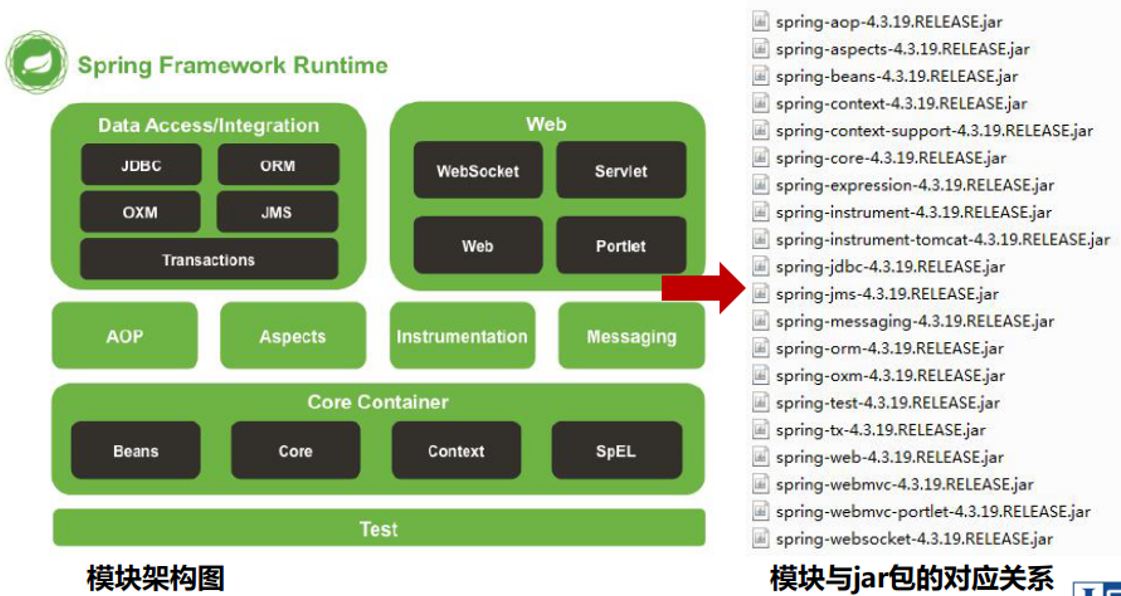 Spring Framework Runtime
Data Access/Integration
JDBC
ORM
OXM
JMS
Transactions
Web
WebSocket
Servlet
Web
Portlet
AOP
Aspects
Instrumentation
Messaging
Core Container
Beans
Core
Context
SpEL
Test
模块架构图
spring-aop-4.3.19.RELEASE.jar
spring-aspects-4.3.19.RELEASE.jar
spring-beans-4.3.19.RELEASE.jar
spring-context-4.3.19.RELEASE.jar
spring-context-support-4.3.19.RELEASE.jar
spring-core-4.3.19.RELEASE.jar
spring-expression-4.3.19.RELEASE.jar
spring-instrument-4.3.19.RELEASE.jar
spring-instrument-tomcat-4.3.19.RELEASE.jar
spring-jdbc-4.3.19.RELEASE.jar
spring-jms-4.3.19.RELEASE.jar
spring-messaging-4.3.19.RELEASE.jar
spring-orm-4.3.19.RELEASE.jar
spring-oxm-4.3.19.RELEASE.jar
spring-test-4.3.19.RELEASE.jar
spring-tx-4.3.19.RELEASE.jar
spring-web-4.3.19.RELEASE.jar
spring-webmvc-4.3.19.RELEASE.jar
spring-webmvc-portlet-4.3.19.RELEASE.jar
spring-websocket-4.3.19.RELEASE.jar
模块与jar包的对应关系